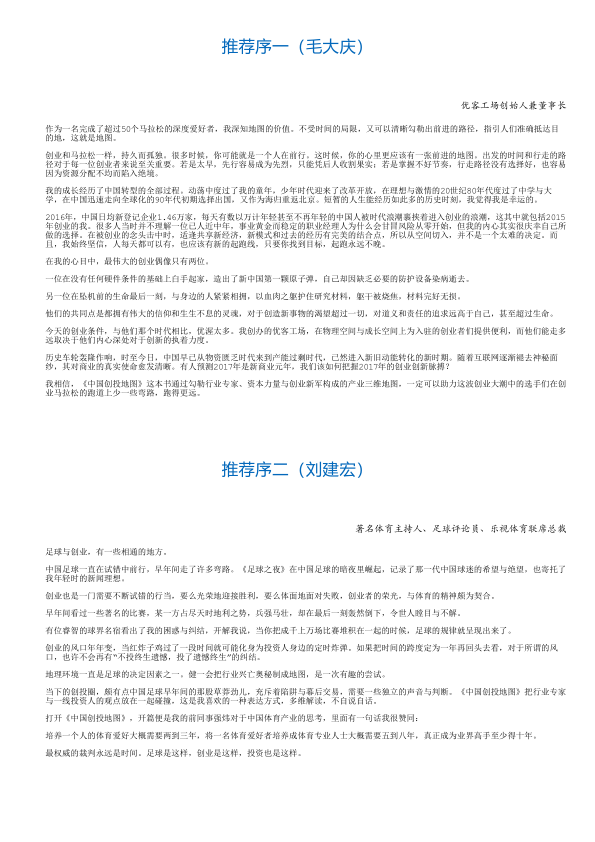 推荐序一（毛大庆）
优客工场创始人兼董事长
作为一名完成了超过50个马拉松的深度爱好者，我深知地图的价值。不受时间的局限，又可以清晰勾勒出前进的路径，指引人们准确抵达目
的地，这就是地图。
创业和马拉松一样，持久而孤独。很多时候，你可能就是一个人在前行。这时候，你的心里更应该有一张前进的地图。出发的时间和行走的路
径对于每一位创业者来说至关重要。若是太早，先行容易成为先烈，只能凭后人收割果实；若是掌握不好节奏，行走路径没有选择好，也容易
因为资源分配不均而陷入绝境。
我的成长经历了中国转型的全部过程。动荡中度过了我的童年，少年时代迎来了改革开放，在理想与激情的20世纪80年代度过了中学与大
学，在中国迅速走向全球化的90年代初期选择出国，又作为海归重返北京。短暂的人生能经历如此多的历史时刻，我觉得我是幸运的。
2016年，中国日均新登记企业1.46万家，每天有数以万计年轻甚至不再年轻的中国人被时代浪潮裹挟着进入创业的浪潮，这其中就包括2015
年创业的我。很多人当时并不理解一位已人近中年，事业黄金而稳定的职业经理人为什么会甘冒风险从零开始，但我的内心其实很庆幸自己所
做的选择。在被创业的念头击中时，适逢共享新经济，新模式和过去的经历有完美的结合点，所以从空间切入，并不是一个太难的决定。而
且，我始终坚信，人每天都可以有，也应该有新的起跑线，只要你找到目标，起跑永远不晚。
在我的心目中，最伟大的创业偶像只有两位。
一位在没有任何硬件条件的基础上白手起家，造出了新中国第一颗原子弹，自己却因缺乏必要的防护设备染病逝去。
另一位在坠机前的生命最后一刻，与身边的人紧紧相拥，以血肉之躯护住研究材料，躯干被烧焦，材料完好无损。
他们的共同点是都拥有伟大的信仰和生生不息的灵魂，对于创造新事物的渴望超过一切，对道义和责任的追求远高于自己，甚至超过生命。
今天的创业条件，与他们那个时代相比，优渥太多。我创办的优客工场，在物理空间与成长空间上为入驻的创业者们提供便利，而他们能走多
远取决于他们内心深处对于创新的执着力度。
历史车轮轰隆作响，时至今日，中国早已从物资匮乏时代来到产能过剩时代，已然进入新旧动能转化的新时期。随着互联网逐渐褪去神秘面
纱，其对商业的真实使命愈发清晰。有人预测2017年是新商业元年，我们该如何把握2017年的创业创新脉搏？
我相信，《中国创投地图》这本书通过勾勒行业专家、资本力量与创业新军构成的产业三维地图，一定可以助力这波创业大潮中的选手们在创
业马拉松的跑道上少一些弯路，跑得更远。
推荐序二（刘建宏）
著名体育主持人、足球评论员、乐视体育联席总裁
足球与创业，有一些相通的地方。
中国足球一直在试错中前行，早年间走了许多弯路。《足球之夜》在中国足球的暗夜里崛起，记录了那一代中国球迷的希望与绝望，也寄托了
我年轻时的新闻理想。
创业也是一门需要不断试错的行当，要么光荣地迎接胜利，要么体面地面对失败，创业者的荣光，与体育的精神颇为契合。
早年间看过一些著名的比赛，某一方占尽天时地利之势，兵强马壮，却在最后一刻轰然倒下，令世人瞠目与不解。
有位睿智的球界名宿看出了我的困惑与纠结，开解我说，当你把成千上万场比赛堆积在一起的时候，足球的规律就呈现出来了。
创业的风口年年变，当红炸子鸡过了一段时间就可能化身为投资人身边的定时炸弹。如果把时间的跨度定为一年再回头去看，对于所谓的风
口，也许不会再有“不投终生遗憾，投了遗憾终生”的纠结。
地理环境一直是足球的决定因素之一，健一会把行业兴亡奥秘制成地图，是一次有趣的尝试。
当下的创投圈，颇有点中国足球早年间的那股草莽劲儿，充斥着陷阱与幕后交易，需要一些独立的声音与判断。《中国创投地图》把行业专家
与一线投资人的观点放在一起碰撞，这是我喜欢的一种表达方式，多维解读，不自说自话。
打开《中国创投地图》，开篇便是我的前同事强炜对于中国体育产业的思考，里面有一句话我很赞同：
培养一个人的体育爱好大概需要两到三年，将一名体育爱好者培养成体育专业人士大概需要五到八年，真正成为业界高手至少得十年。
最权威的裁判永远是时间。足球是这样，创业是这样，投资也是这样。